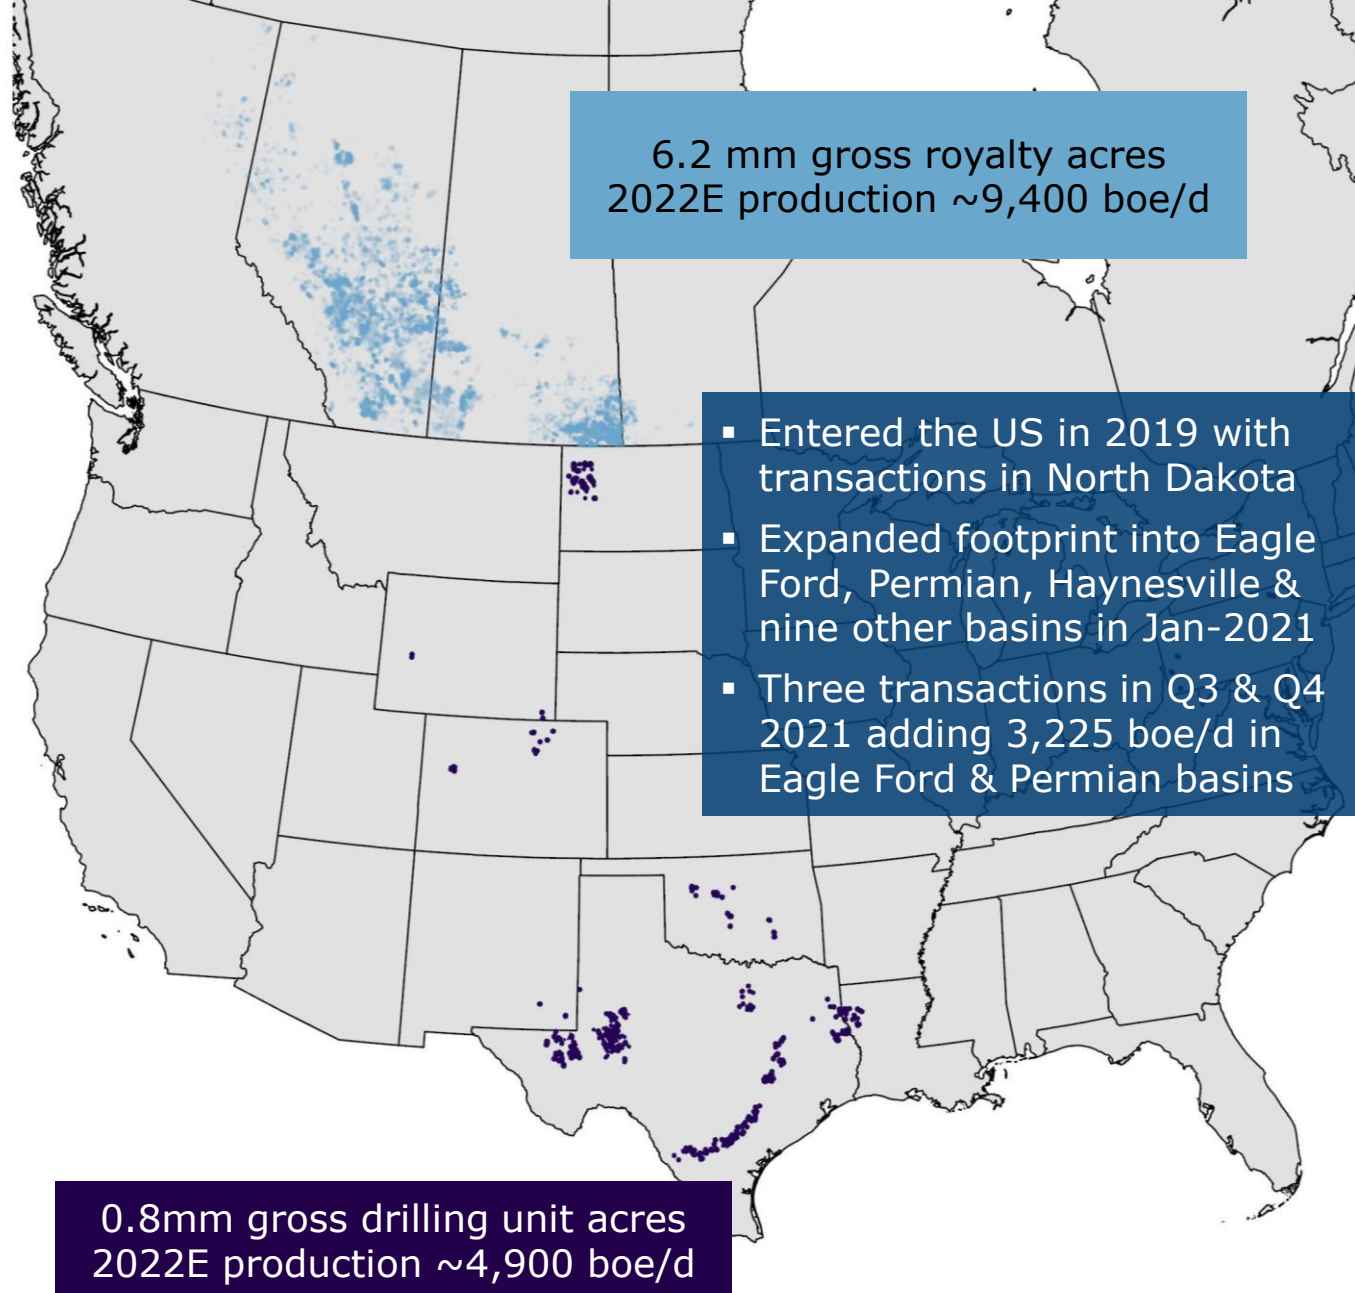 6.2 mm gross royalty acres
2022E production ~9,400 boe/d
▪ Entered the US in 2019 with
transactions in North Dakota
▪ Expanded footprint into Eagle
Ford, Permian, Haynesville &
nine other basins in Jan-2021
▪ Three transactions in Q3 & Q4
2021 adding 3,225 boe/d in
Eagle Ford & Permian basins
0.8mm gross drilling unit acres
2022E production ~4,900 boe/d